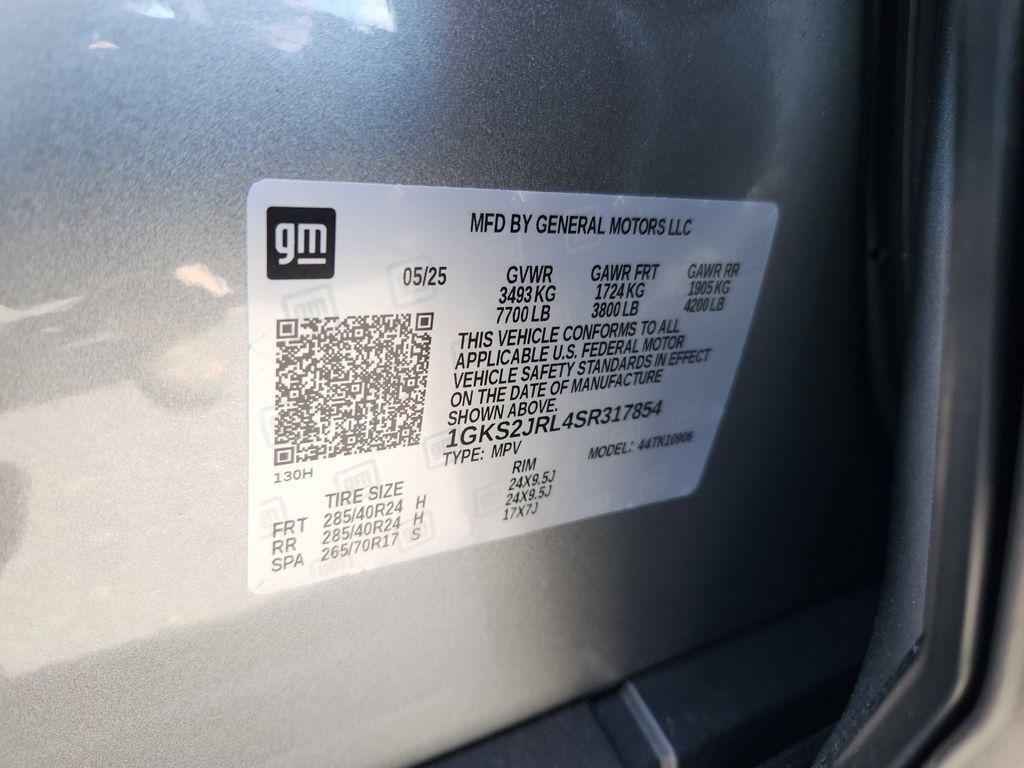 gm
MFD BY GENERAL MOTORS LLC
05/25 GVWR GAWR FRT GAWR RR
3493 KG 1724 KG 1905 KG
7700 LB 3800 LB 4200 LB
THIS VEHICLE CONFORMS TO ALL
APPLICABLE U.S. FEDERAL MOTOR
VEHICLE SAFETY STANDARDS IN EFFECT
ON THE DATE OF MANUFACTURE
SHOWN ABOVE.
1GKS2JRL4SR317854
TYPE: MPV MODEL: 44TK10906
130H
TIRE SIZE RIM
FRT 285/40R24 H 24X9.5J
RR 285/40R24 H 24X9.5J
SPA 265/70R17 S 17X7J